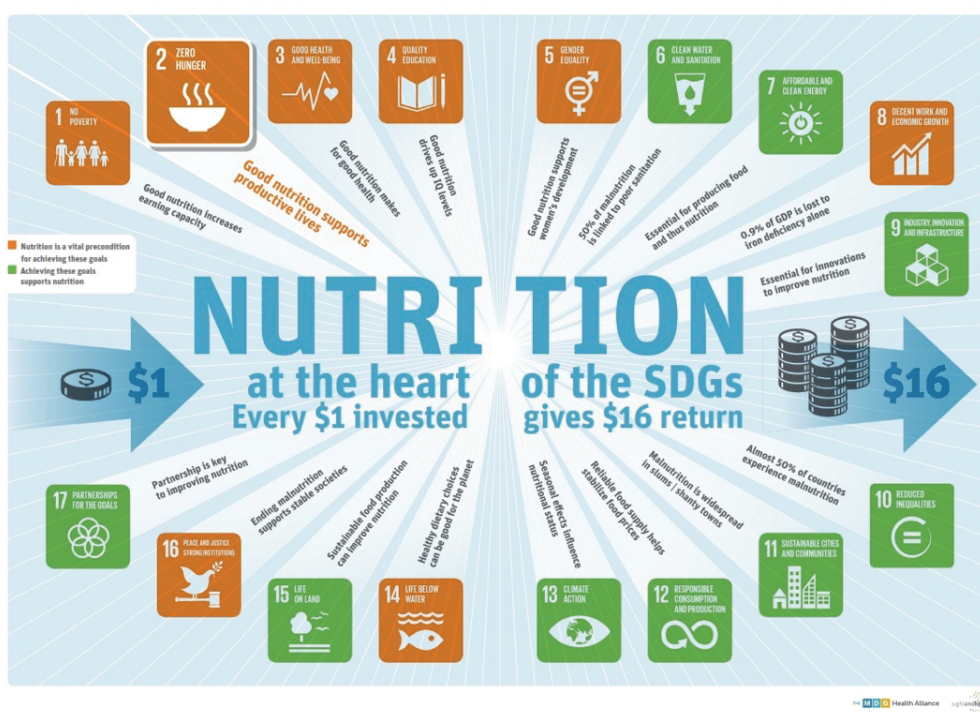 1 NO
POVERTY
2 ZERO
HUNGER
3 GOOD HEALTH
AND WELL-BEING
4 QUALITY
EDUCATION
5 GENDER
EQUALITY
6 CLEAN WATER
AND SANITATION
7 AFFORDABLE AND
CLEAN ENERGY
8 DECENT WORK AND
ECONOMIC GROWTH
9 INDUSTRY, INNOVATION
AND INFRASTRUCTURE
Good nutrition increases
earning capacity
Good nutrition supports
productive lives
Good nutrition makes
for good health
Good nutrition
drives up IQ levels
Good nutrition supports
women's development
50% of malnutrition
is linked to poor sanitation
Essential for producing food
and thus nutrition
0.9% of GDP is lost to
iron deficiency alone
Essential for innovations
to improve nutrition
Nutrition is a vital precondition
for achieving these goals
Achieving these goals
supports nutrition
NUTRITION
at the heart of the SDGs
Every $1 invested gives $16 return
$1
$16
Partnership is key
to improving nutrition
Ending malnutrition
supports stable societies
Sustainable food production
can improve nutrition
Healthy dietary choices
can be good for the planet
Seasonal effects influence
nutritional status
Reliable food supply helps
stabilize food prices
Malnutrition is widespread
in slums / shanty towns
Almost 50% of countries
experience malnutrition
17 PARTNERSHIPS
FOR THE GOALS
16 PEACE AND JUSTICE
STRONG INSTITUTIONS
15 LIFE
ON LAND
14 LIFE BELOW
WATER
13 CLIMATE
ACTION
12 RESPONSIBLE
CONSUMPTION
AND PRODUCTION
11 SUSTAINABLE CITIES
AND COMMUNITIES
10 REDUCED
INEQUALITIES
THE MDG Health Alliance